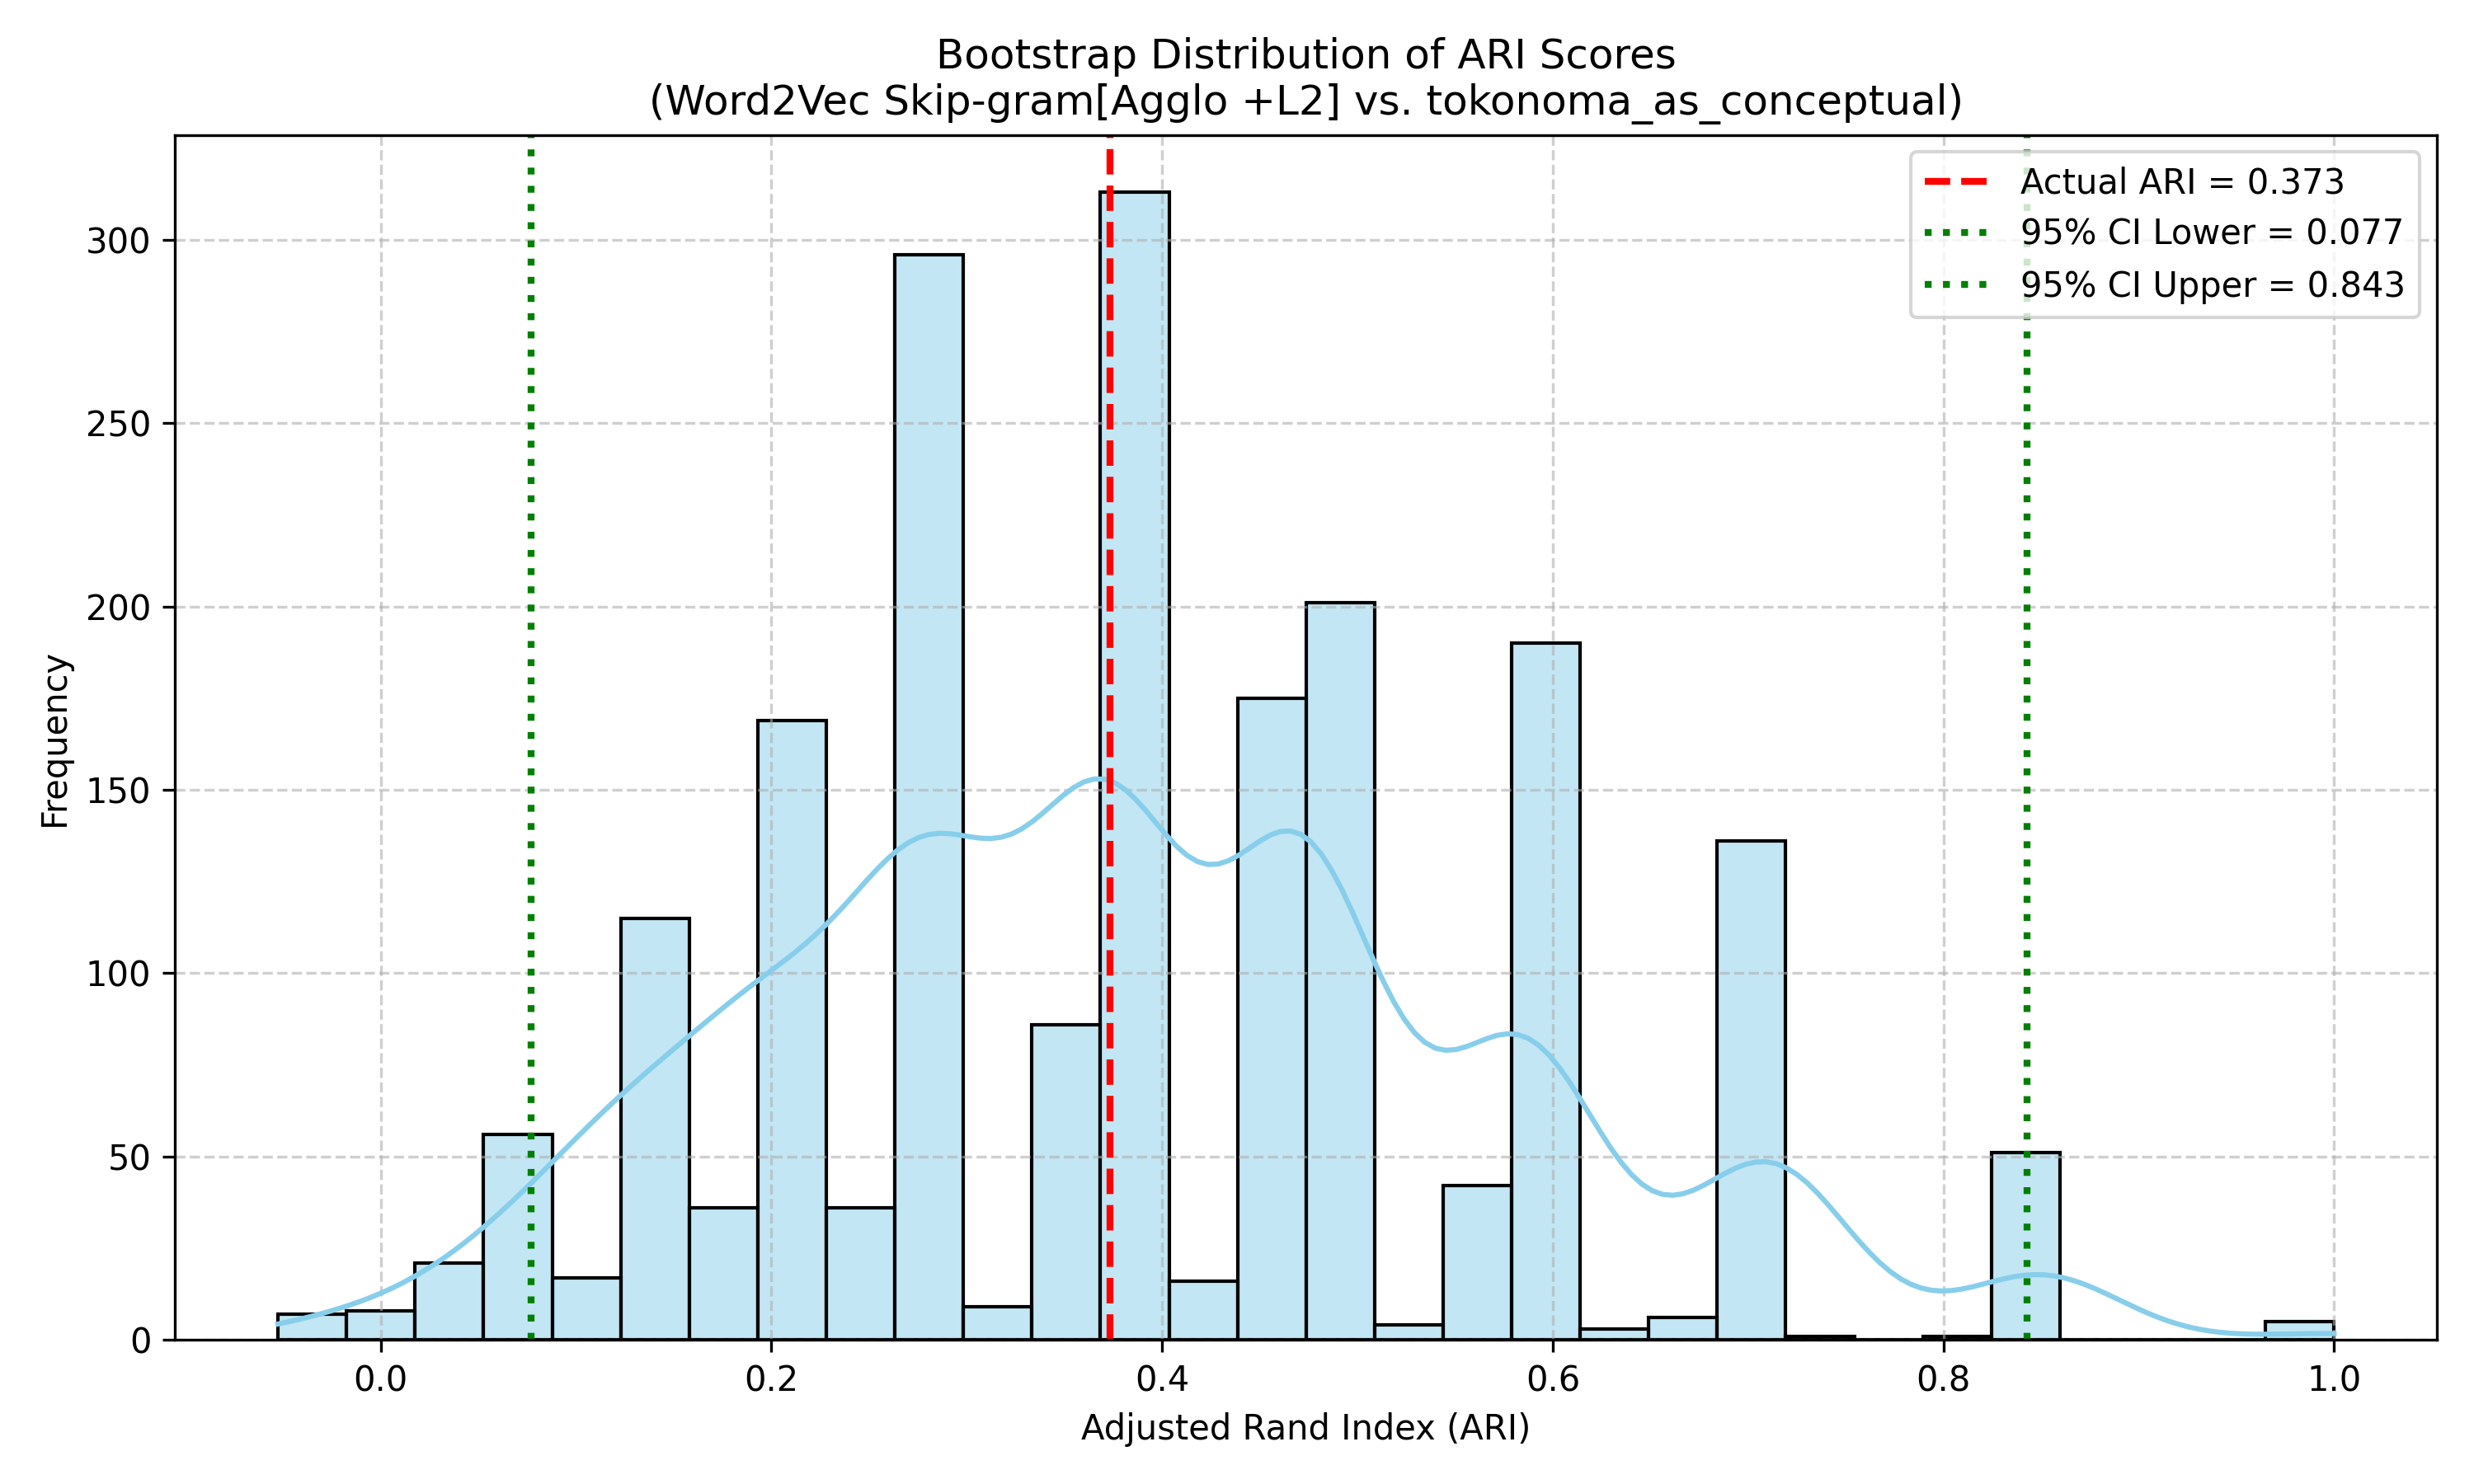 Bootstrap Distribution of ARI Scores
(Word2Vec Skip-gram[Agglo +L2] vs. tokonoma_as_conceptual)
Actual ARI = 0.373
95% CI Lower = 0.077
95% CI Upper = 0.843
Frequency
300
250
200
150
100
50
0
0.0 0.2 0.4 0.6 0.8 1.0
Adjusted Rand Index (ARI)